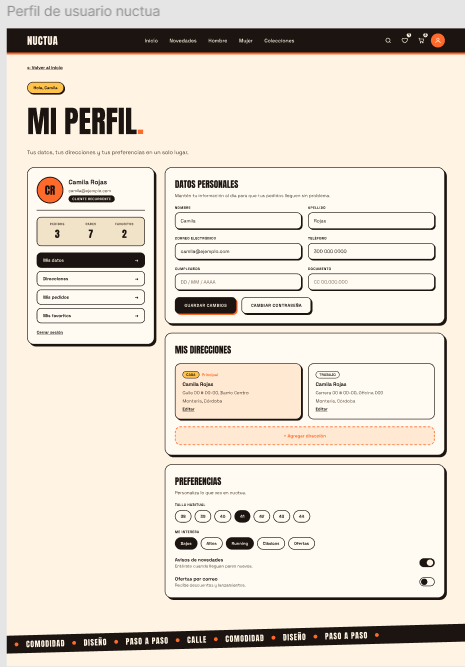 Perfil de usuario nuctua
NUCTUA
Inicio Novedades Hombre Mujer Colecciones
← Volver al inicio
Hola, Camila
MI PERFIL.
Tus datos, tus direcciones y tus preferencias en un solo lugar.
CR
Camila Rojas
camila@ejemplo.com
CLIENTE RECURRENTE
PEDIDOS PARES FAVORITOS
3 7 2
Mis datos →
Direcciones →
Mis pedidos →
Mis favoritos →
Cerrar sesión
DATOS PERSONALES
Mantén tu información al día para que tus pedidos lleguen sin problema.
NOMBRE APELLIDO
Camila Rojas
CORREO ELECTRÓNICO TELÉFONO
camila@ejemplo.com 300 000 0000
CUMPLEAÑOS DOCUMENTO
DD / MM / AAAA CC 00.000.000
GUARDAR CAMBIOS CAMBIAR CONTRASEÑA
MIS DIRECCIONES
CASA Principal
Camila Rojas
Calle 00 # 00-00, Barrio Centro
Montería, Córdoba
Editar
TRABAJO
Camila Rojas
Carrera 00 # 00-00, Oficina 000
Montería, Córdoba
Editar
+ Agregar dirección
PREFERENCIAS
Personaliza lo que ves en nuctua.
TALLA HABITUAL
38 39 40 41 42 43 44
ME INTERESA
Bajos Altos Running Clásicos Ofertas
Avisos de novedades
Entérate cuando lleguen pares nuevos.
Ofertas por correo
Recibe descuentos y lanzamientos.
COMODIDAD • DISEÑO • PASO A PASO • CALLE • COMODIDAD • DISEÑO • PASO A PASO •